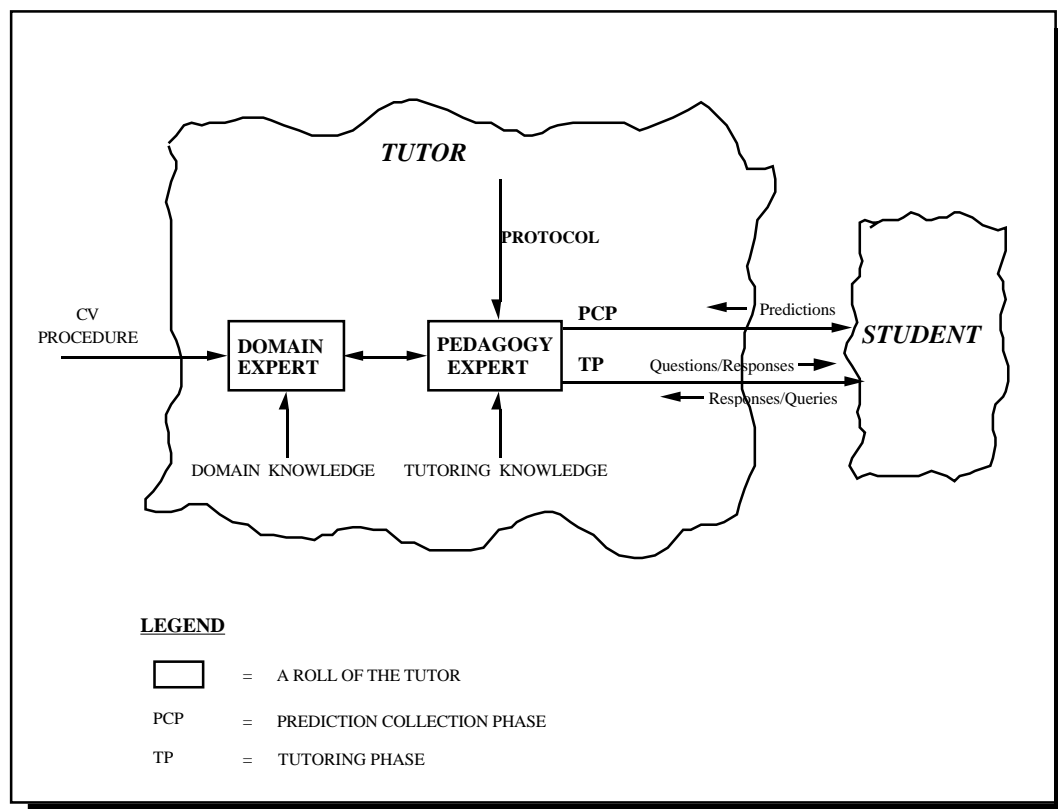 TUTOR
PROTOCOL
CV
PROCEDURE
DOMAIN
EXPERT
PEDAGOGY
EXPERT
PCP
Predictions
TP
Questions/Responses
Responses/Queries
STUDENT
DOMAIN KNOWLEDGE
TUTORING KNOWLEDGE
LEGEND
= A ROLL OF THE TUTOR
PCP = PREDICTION COLLECTION PHASE
TP = TUTORING PHASE